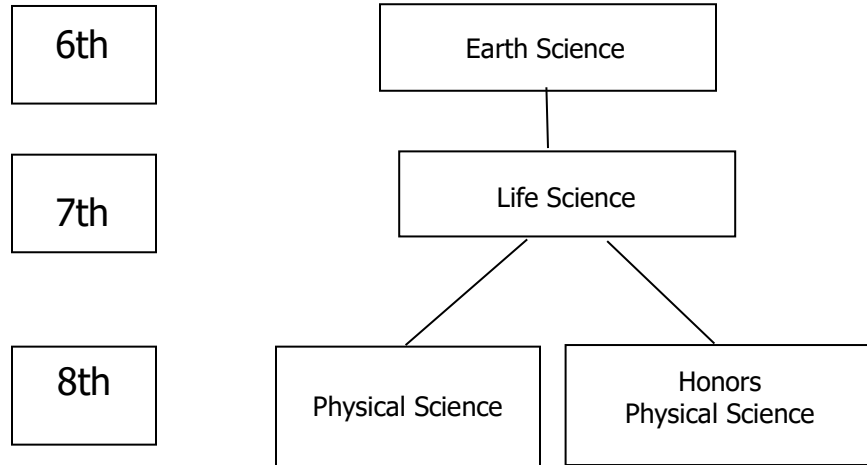 6th
Earth Science
7th
Life Science
8th
Physical Science
Honors
Physical Science